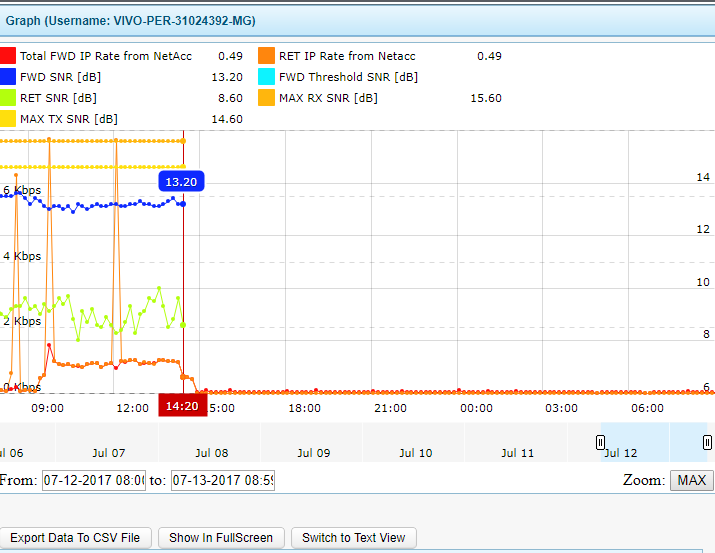 Graph (Username: VIVO-PER-31024392-MG)
Total FWD IP Rate from NetAcc 0.49 RET IP Rate from Netacc 0.49
FWD SNR [dB] 13.20 FWD Threshold SNR [dB]
RET SNR [dB] 8.60 MAX RX SNR [dB] 15.60
MAX TX SNR [dB] 14.60
13.20
14
6 Kbps
12
4 Kbps
10
2 Kbps
8
0 Kbps
6
09:00 12:00 14:20 5:00 18:00 21:00 00:00 03:00 06:00
ul 06 Jul 07 Jul 08 Jul 09 Jul 10 Jul 11 Jul 12
From: 07-12-2017 08:00 to: 07-13-2017 08:59 Zoom: MAX
Export Data To CSV File Show In FullScreen Switch to Text View